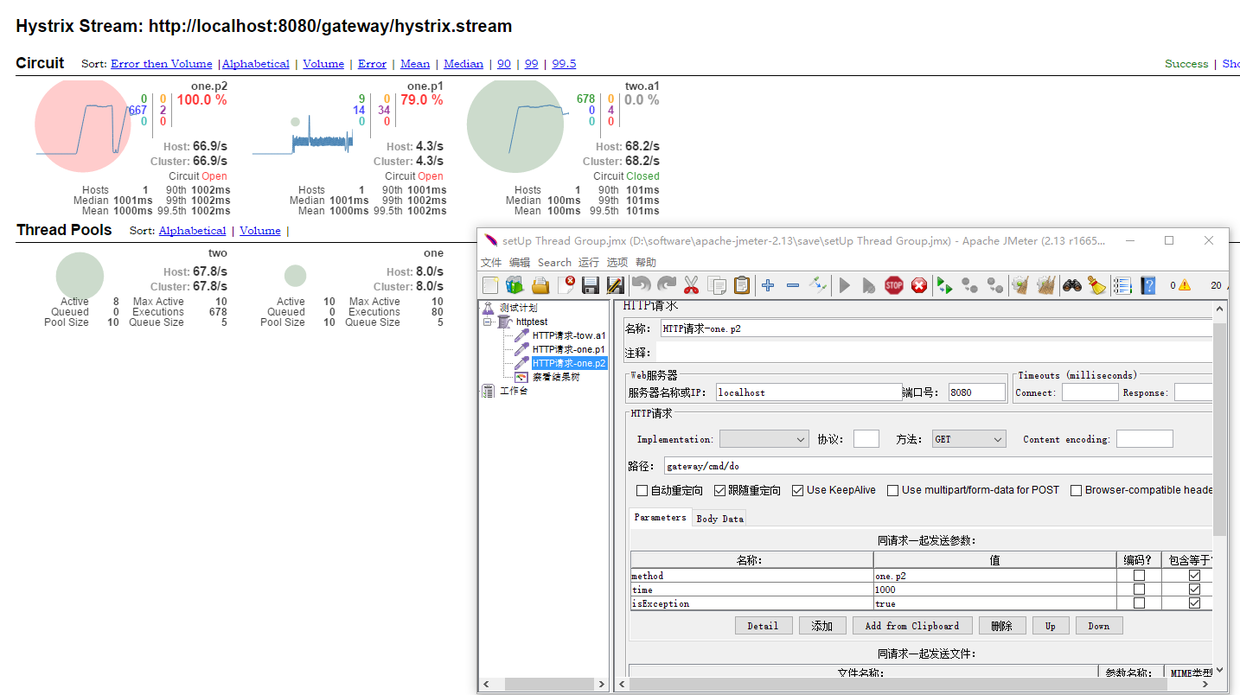 Hystrix Stream: http://localhost:8080/gateway/hystrix.stream
Circuit Sort: Error then Volume | Alphabetical | Volume | Error | Mean | Median | 90 | 99 | 99.5
Success | Sho
one.p2
0 0 100.0 %
667 2
0 0
Host: 66.9/s
Cluster: 66.9/s
Circuit Open
Hosts 1 90th 1002ms
Median 1001ms 99th 1002ms
Mean 1000ms 99.5th 1002ms
one.p1
9 0 79.0 %
14 34
0 0
Host: 4.3/s
Cluster: 4.3/s
Circuit Open
Hosts 1 90th 1001ms
Median 1001ms 99th 1002ms
Mean 1000ms 99.5th 1002ms
two.a1
678 0 0.0 %
0 4
0 0
Host: 68.2/s
Cluster: 68.2/s
Circuit Closed
Hosts 1 90th 101ms
Median 100ms 99th 101ms
Mean 100ms 99.5th 101ms
Thread Pools Sort: Alphabetical | Volume |
two
Host: 67.8/s
Cluster: 67.8/s
Active 8 Max Active 10
Queued 0 Executions 678
Pool Size 10 Queue Size 5
one
Host: 8.0/s
Cluster: 8.0/s
Active 10 Max Active 10
Queued 0 Executions 80
Pool Size 10 Queue Size 5
setUp Thread Group.jmx (D:\software\apache-jmeter-2.13\save\setUp Thread Group.jmx) - Apache JMeter (2.13 r1665...
文件 编辑 Search 运行 选项 帮助
STOP
0 20
测试计划
httptest
HTTP请求-tow.a1
HTTP请求-one.p1
HTTP请求-one.p2
察看结果树
工作台
HTTP请求
名称: HTTP请求-one.p2
注释:
Web服务器
服务器名称或IP: localhost 端口号: 8080
Timeouts (milliseconds)
Connect: Response:
HTTP请求
Implementation: 协议: 方法: GET Content encoding:
路径: gateway/cmd/do
自动重定向 跟随重定向 Use KeepAlive Use multipart/form-data for POST Browser-compatible heade
Parameters Body Data
同请求一起发送参数:
名称: 值 编码? 包含等于?
method one.p2
time 1000
isException true
Detail 添加 Add from Clipboard 删除 Up Down
同请求一起发送文件:
文件名称: 参数名称: MIME类型